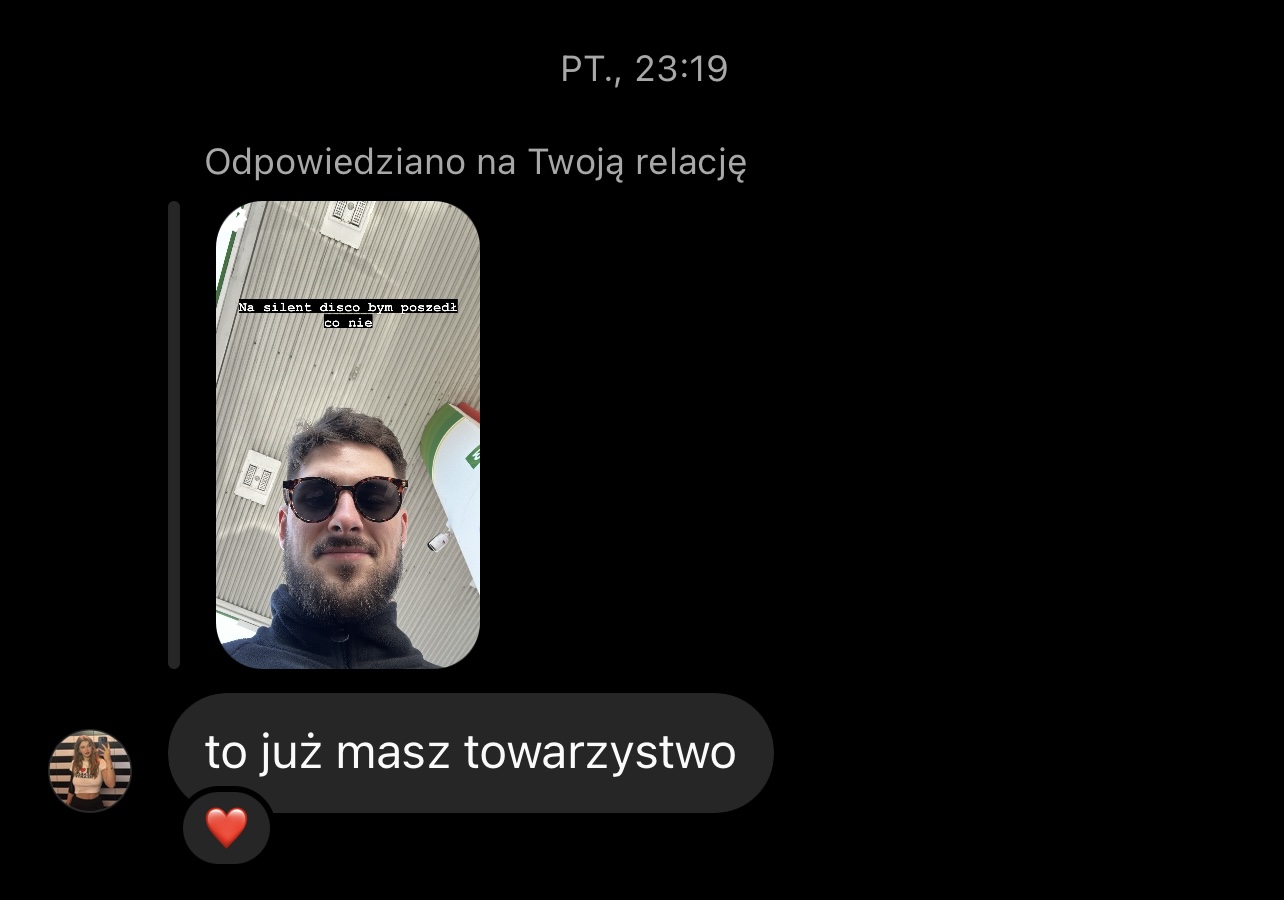 PT., 23:19
Odpowiedziano na Twoją relację
Na silent disco bym poszedł
co nie
to już masz towarzystwo